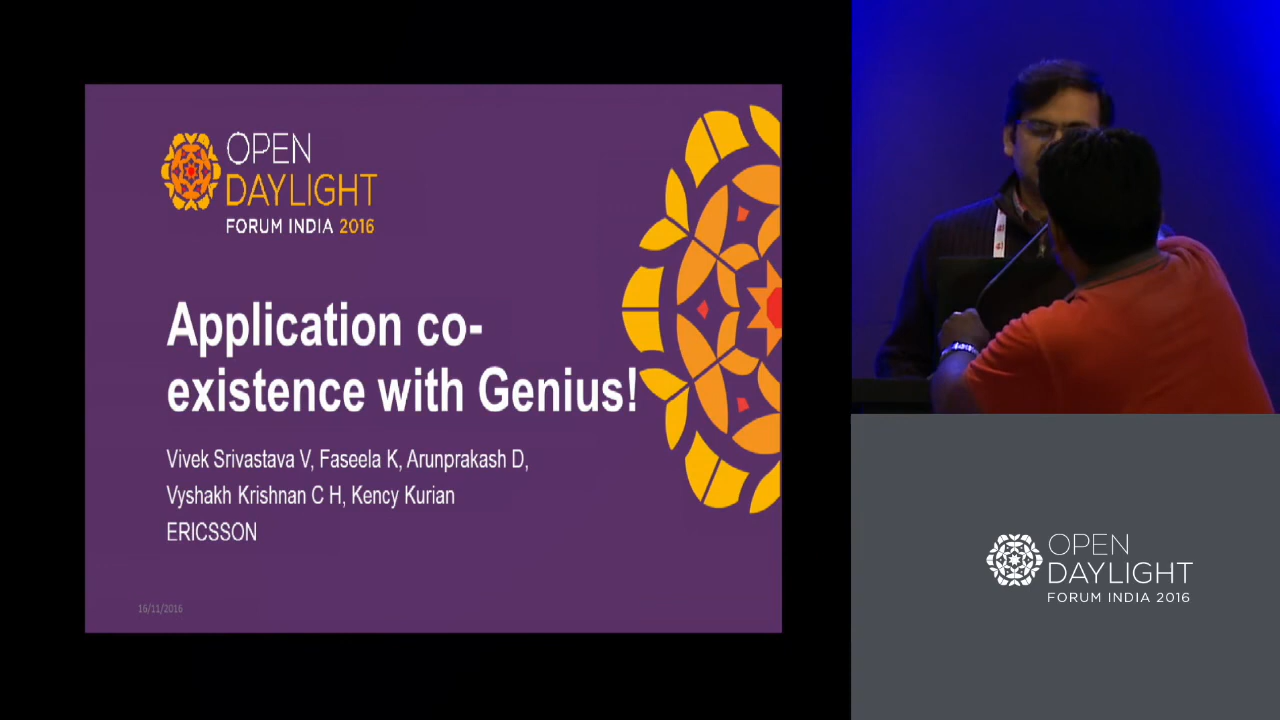 OPEN
DAYLIGHT
FORUM INDIA 2016
Application co-
existence with Genius!
Vivek Srivastava V, Faseela K, Arunprakash D,
Vyshakh Krishnan C H, Kency Kurian
ERICSSON
16/11/2016
OPEN
DAYLIGHT
FORUM INDIA 2016